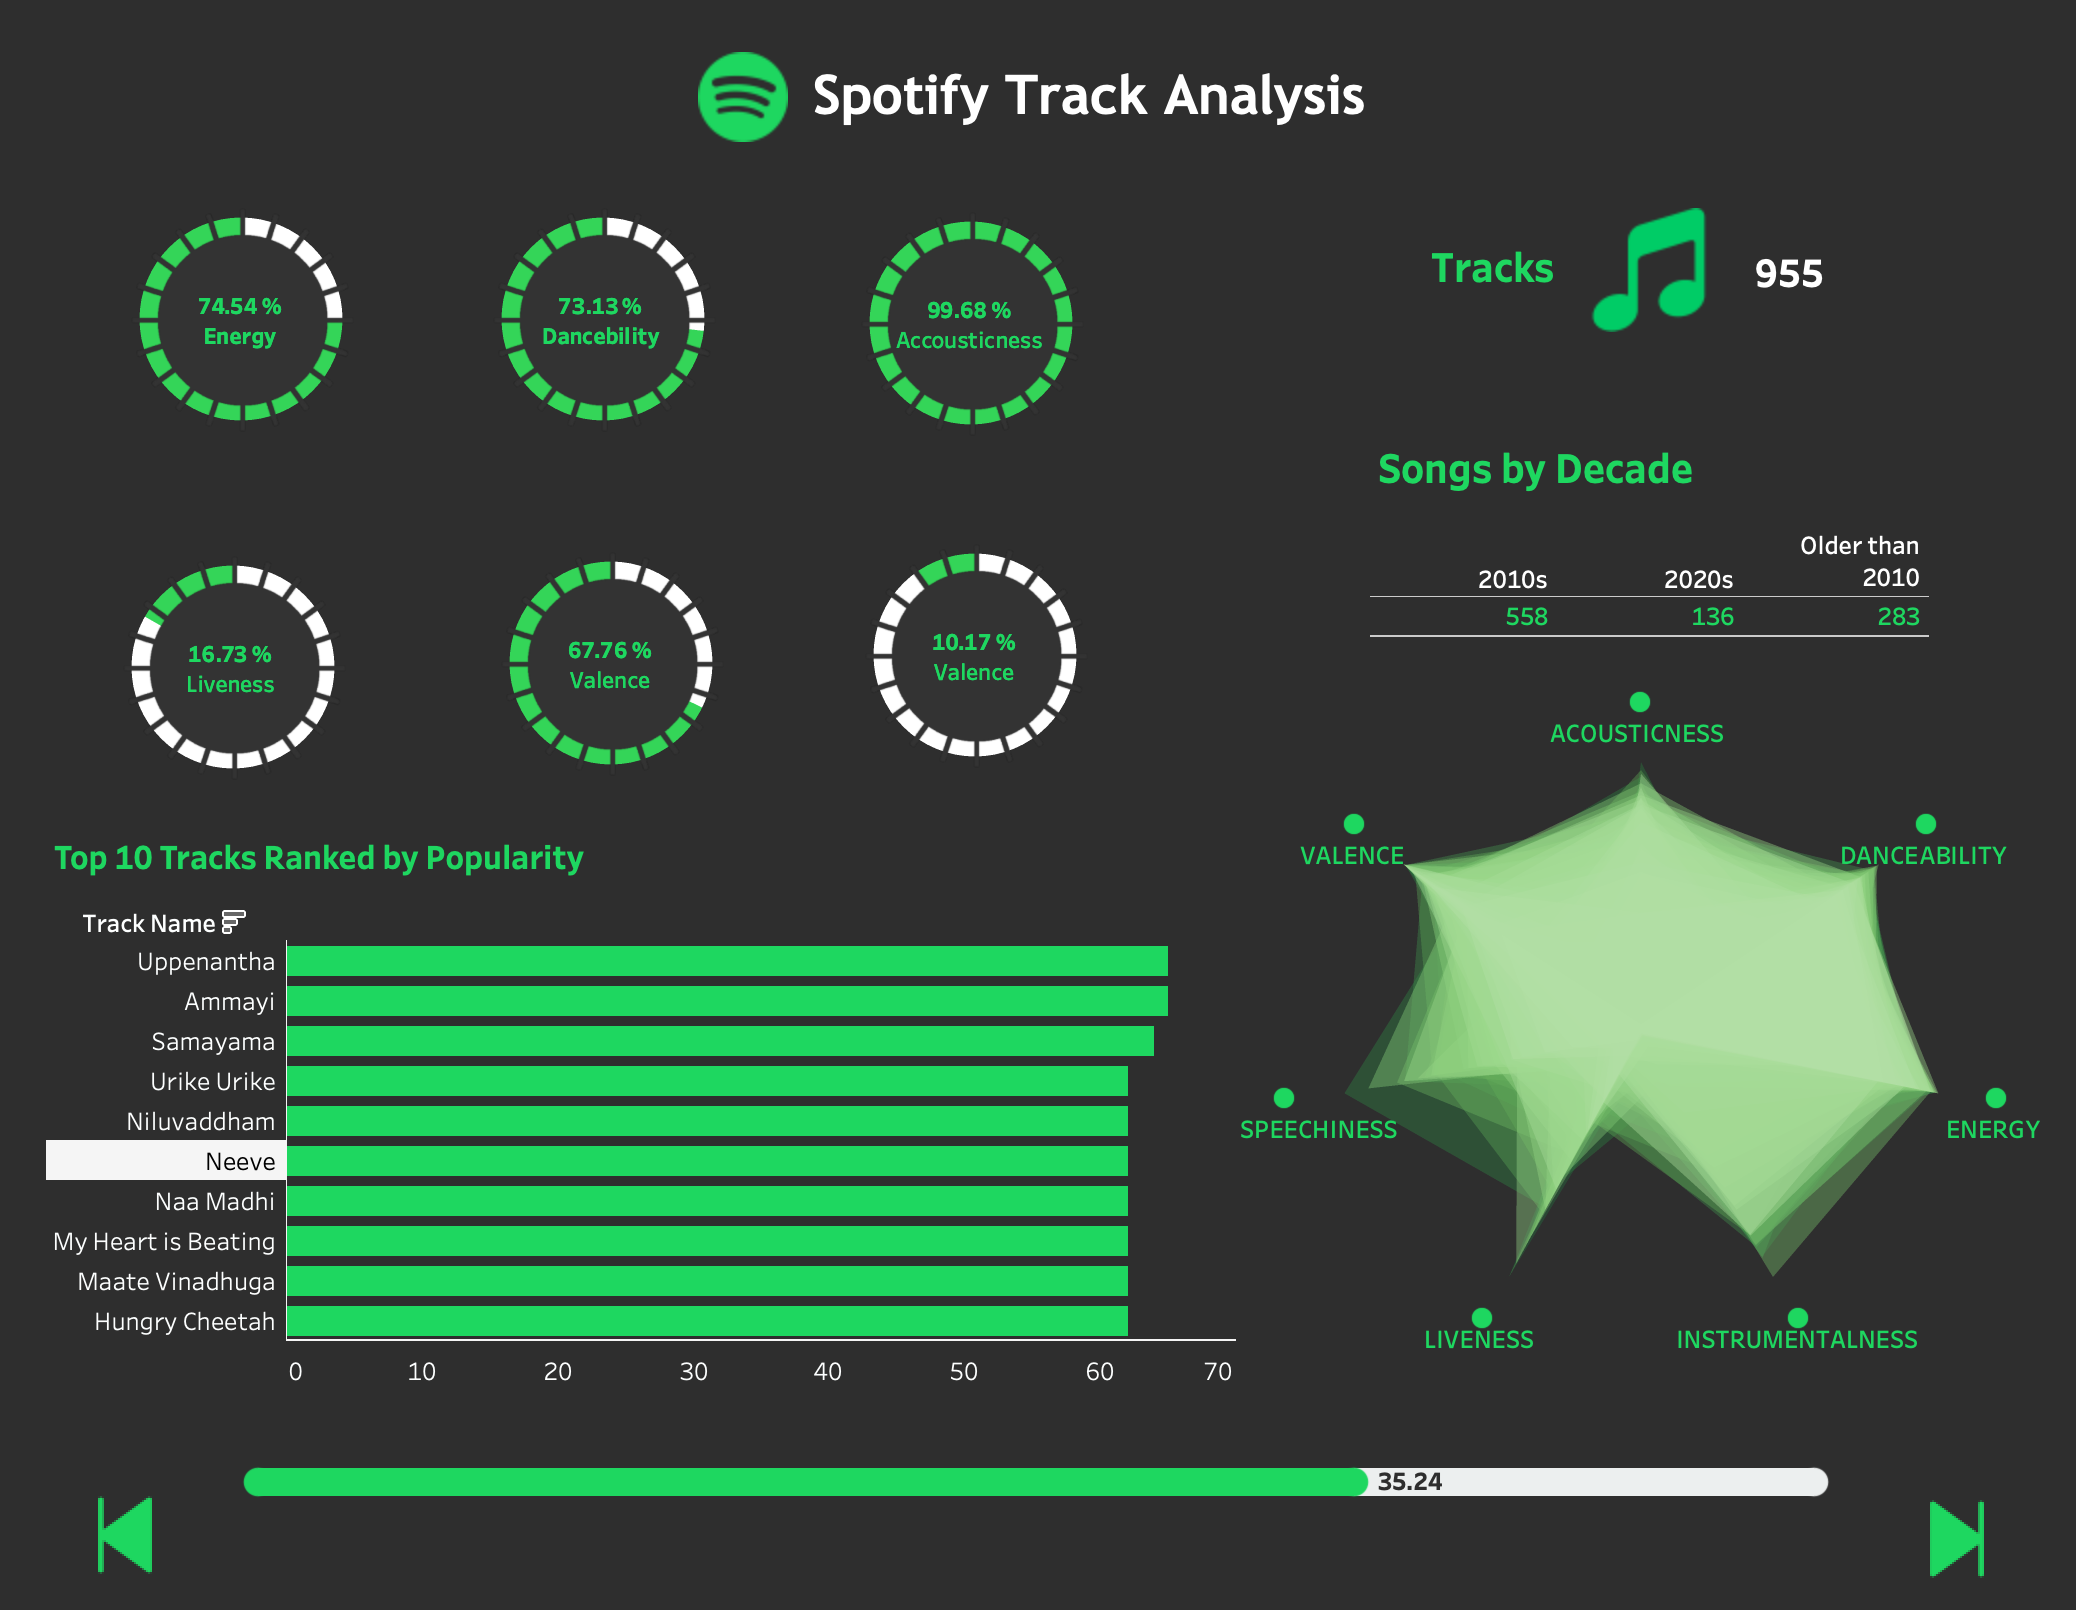 Spotify Track Analysis
74.54 %
Energy
73.13 %
Dancebility
99.68 %
Accousticness
Tracks
955
16.73 %
Liveness
67.76 %
Valence
10.17 %
Valence
Songs by Decade
2010s 2020s Older than 2010
558 136 283
Top 10 Tracks Ranked by Popularity
Track Name
Uppenantha
Ammayi
Samayama
Urike Urike
Niluvaddham
Neeve
Naa Madhi
My Heart is Beating
Maate Vinadhuga
Hungry Cheetah
0 10 20 30 40 50 60 70
ACOUSTICNESS
VALENCE
DANCEABILITY
SPEECHINESS
ENERGY
LIVENESS
INSTRUMENTALNESS
35.24